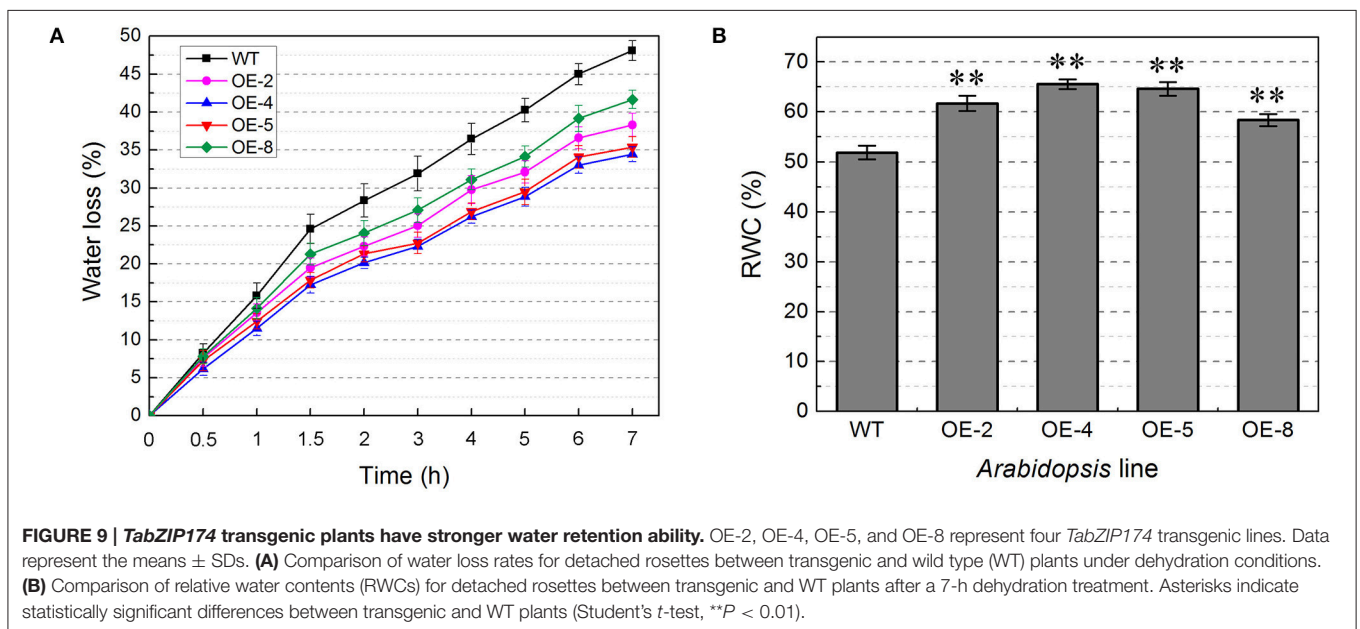 A
50
45
40
35
30
25
20
15
10
5
0
Water loss (%)
WT
OE-2
OE-4
OE-5
OE-8
0 0.5 1 1.5 2 3 4 5 6 7
Time (h)
B
70
60
50
40
30
20
10
0
RWC (%)
** ** ** **
WT OE-2 OE-4 OE-5 OE-8
Arabidopsis line
FIGURE 9 | TabZIP174 transgenic plants have stronger water retention ability. OE-2, OE-4, OE-5, and OE-8 represent four TabZIP174 transgenic lines. Data
represent the means ± SDs. (A) Comparison of water loss rates for detached rosettes between transgenic and wild type (WT) plants under dehydration conditions.
(B) Comparison of relative water contents (RWCs) for detached rosettes between transgenic and WT plants after a 7-h dehydration treatment. Asterisks indicate
statistically significant differences between transgenic and WT plants (Student's t-test, **P < 0.01).